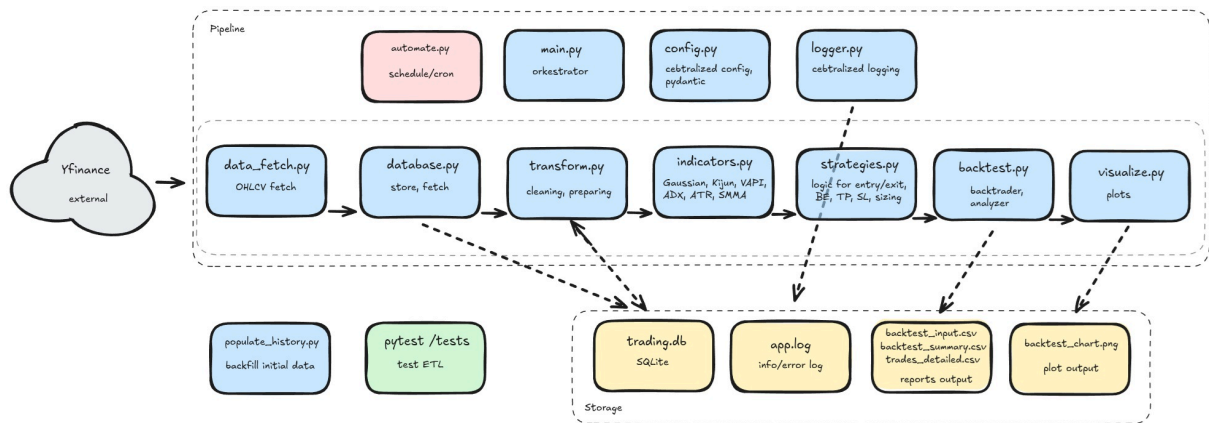 Pipeline
automate.py
schedule/cron
main.py
orkestrator
config.py
cebtralized config,
pydantic
logger.py
cebtralized logging
Yfinance
external
data_fetch.py
OHLCV fetch
database.py
store, fetch
transform.py
cleaning, preparing
indicators.py
Gaussian, Kijun, VAPI,
ADX, ATR, SMMA
strategies.py
logic for entry/exit,
BE, TP, SL, sizing
backtest.py
backtrader,
analyzer
visualize.py
plots
populate_history.py
backfill initial data
pytest /tests
test ETL
trading.db
SQLite
app.log
info/error log
backtest_input.csv
backtest_summary.csv
trades_detailed.csv
reports output
backtest_chart.png
plot output
Storage